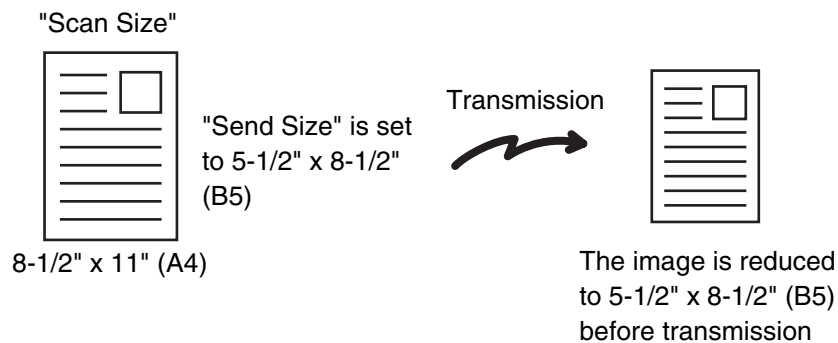 "Scan Size"
8-1/2" x 11" (A4)
"Send Size" is set
to 5-1/2" x 8-1/2"
(B5)
Transmission
The image is reduced
to 5-1/2" x 8-1/2" (B5)
before transmission